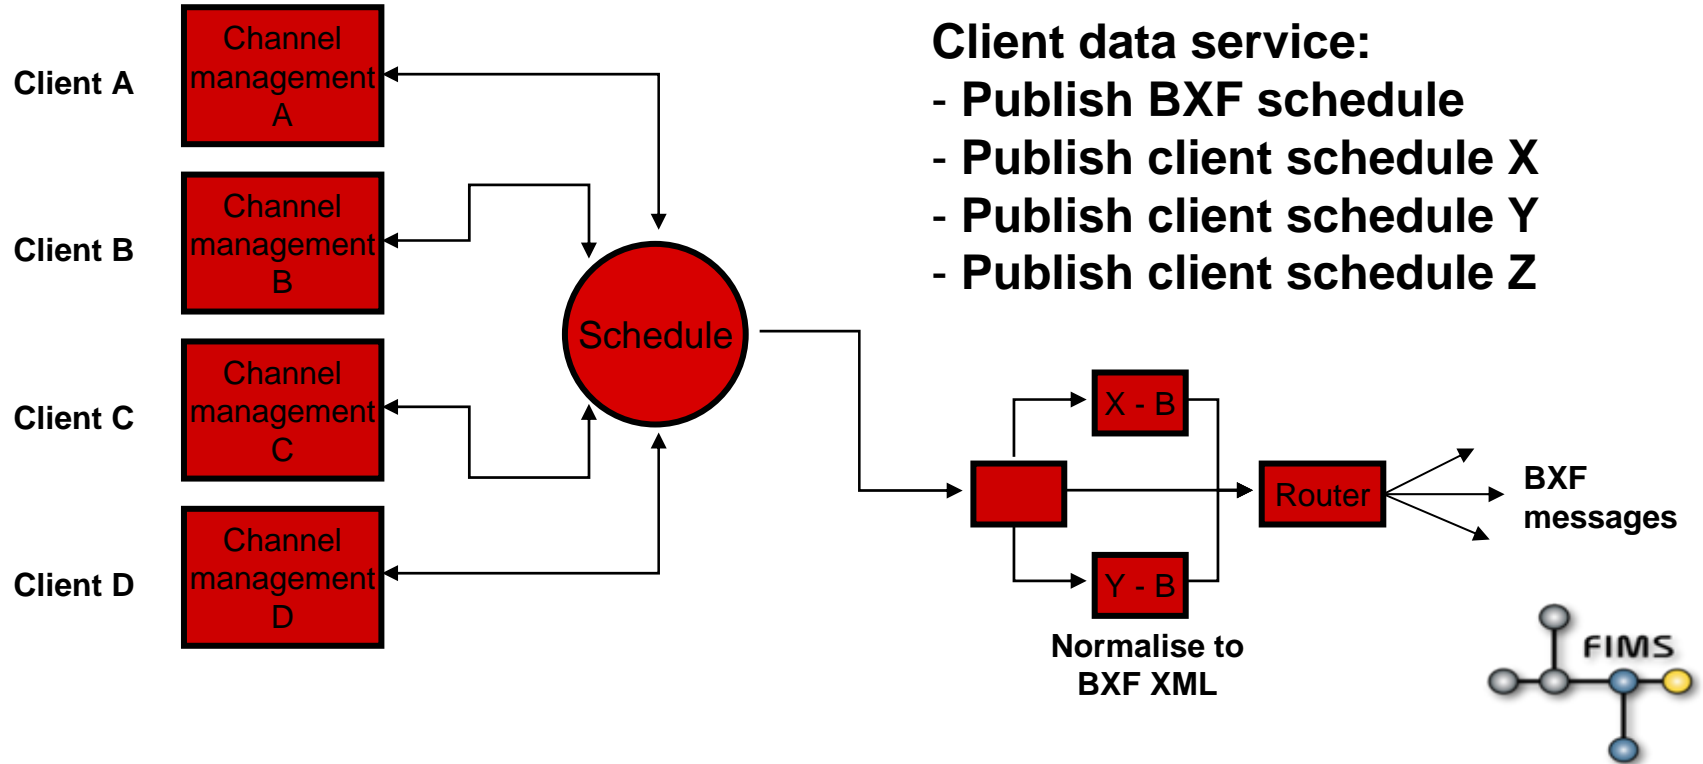 Client A
Channel
management
A
Client B
Channel
management
B
Client C
Channel
management
C
Client D
Channel
management
D
Schedule
Client data service:
- Publish BXF schedule
- Publish client schedule X
- Publish client schedule Y
- Publish client schedule Z
X - B
Y - B
Normalise to
BXF XML
Router
BXF
messages
FIMS